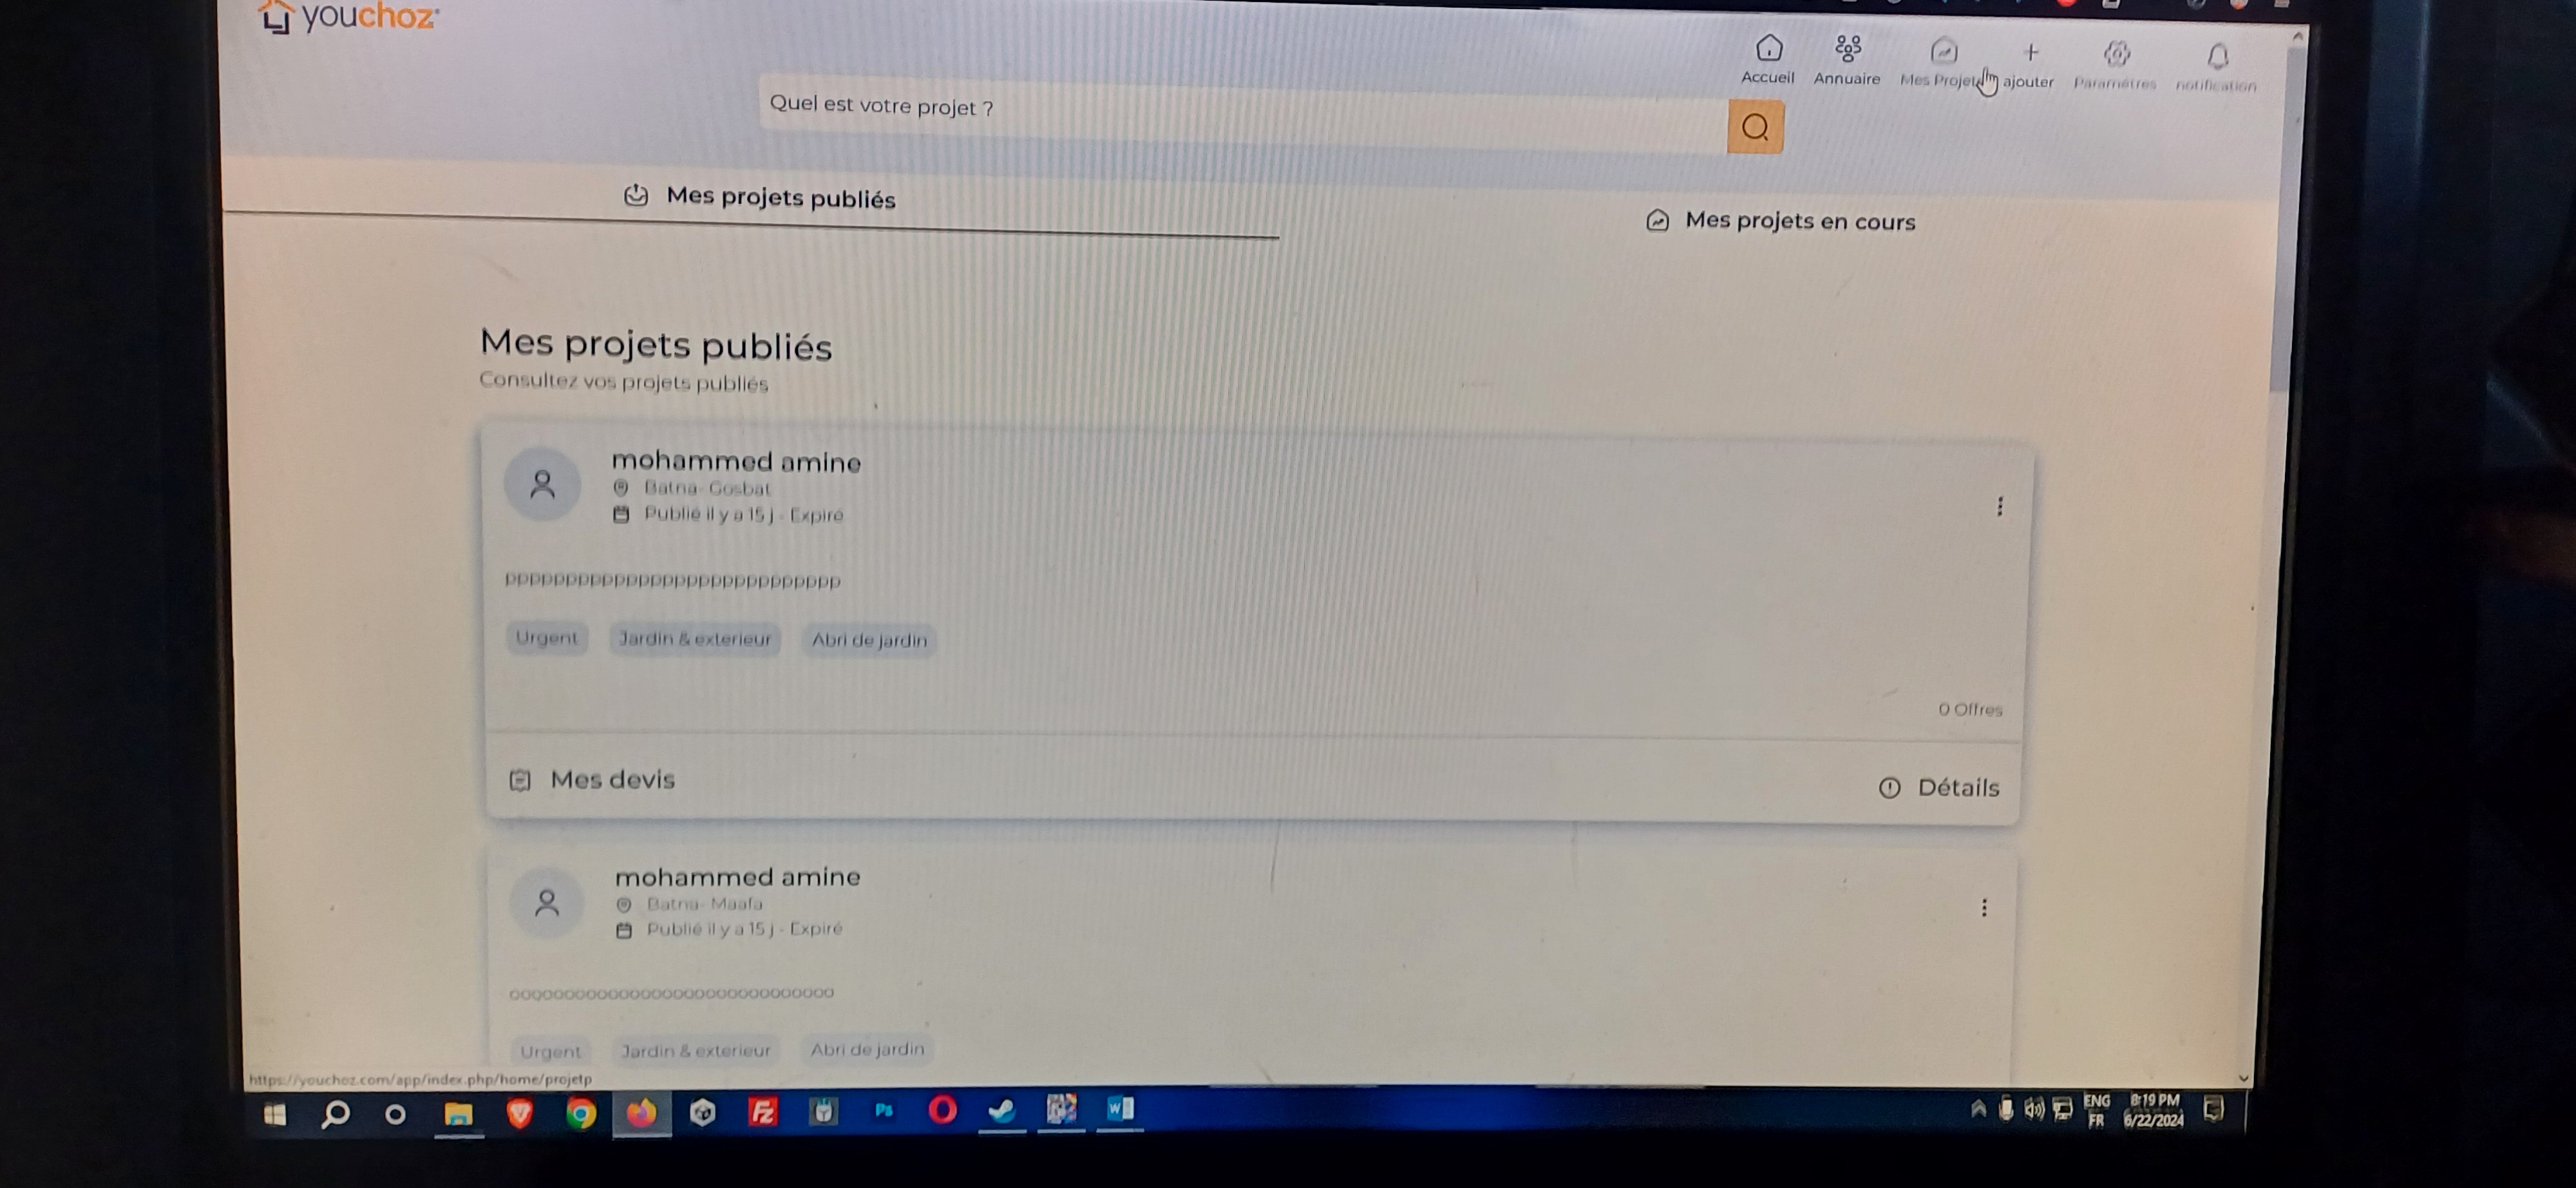 youchoz
Accueil
Annuaire
Mes Projets
ajouter
Paramétres
notification
Quel est votre projet ?
Mes projets publiés
Mes projets en cours
Mes projets publiés
Consultez vos projets publiés
mohammed amine
Batna- Gosbat
Publié il y a 15 j - Expiré
Urgent
Jardin & exterieur
Abri de jardin
0 Offres
Mes devis
Détails
mohammed amine
Batna- Maafa
Publié il y a 15 j - Expiré
Urgent
Jardin & exterieur
Abri de jardin
https://youchoz.com/app/index.php/home/projetp
Fz
Ps
W
ENG
FR
8:19 PM
6/22/2024